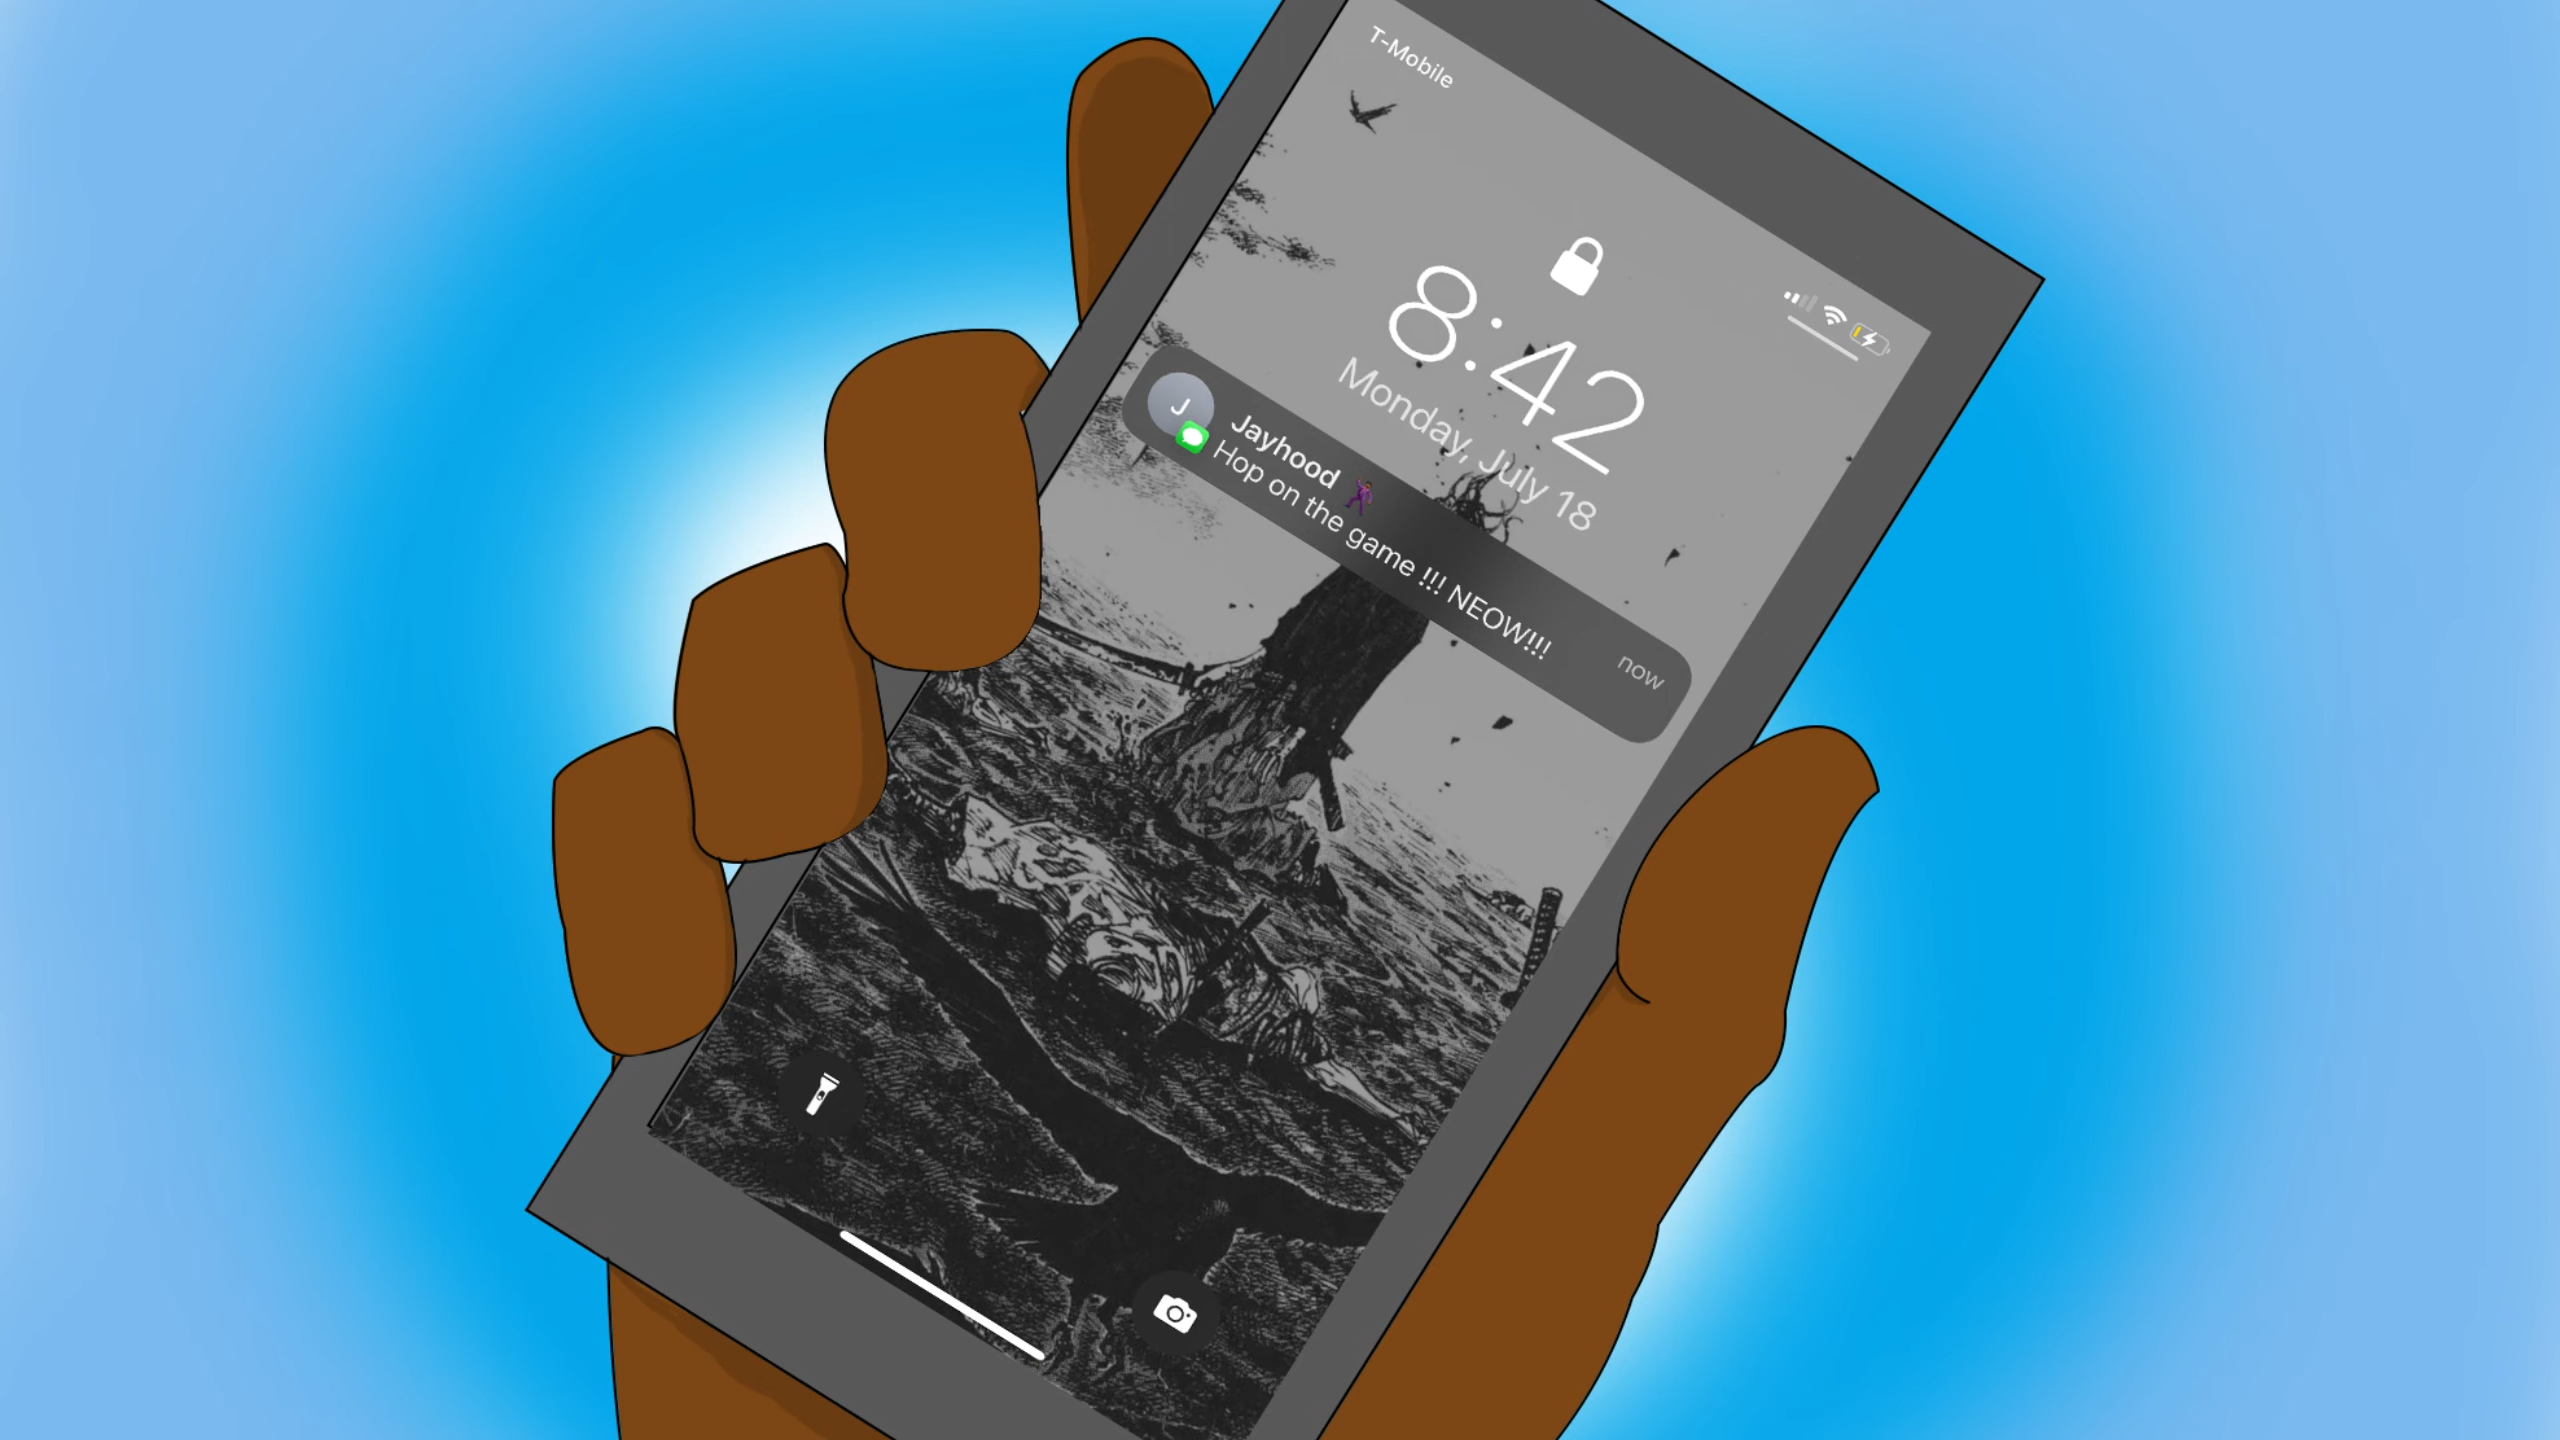 T-Mobile
8:42
Monday, July 18
J
Jayhood 🕺🏾
Hop on the game !!! NEOW!!!
now